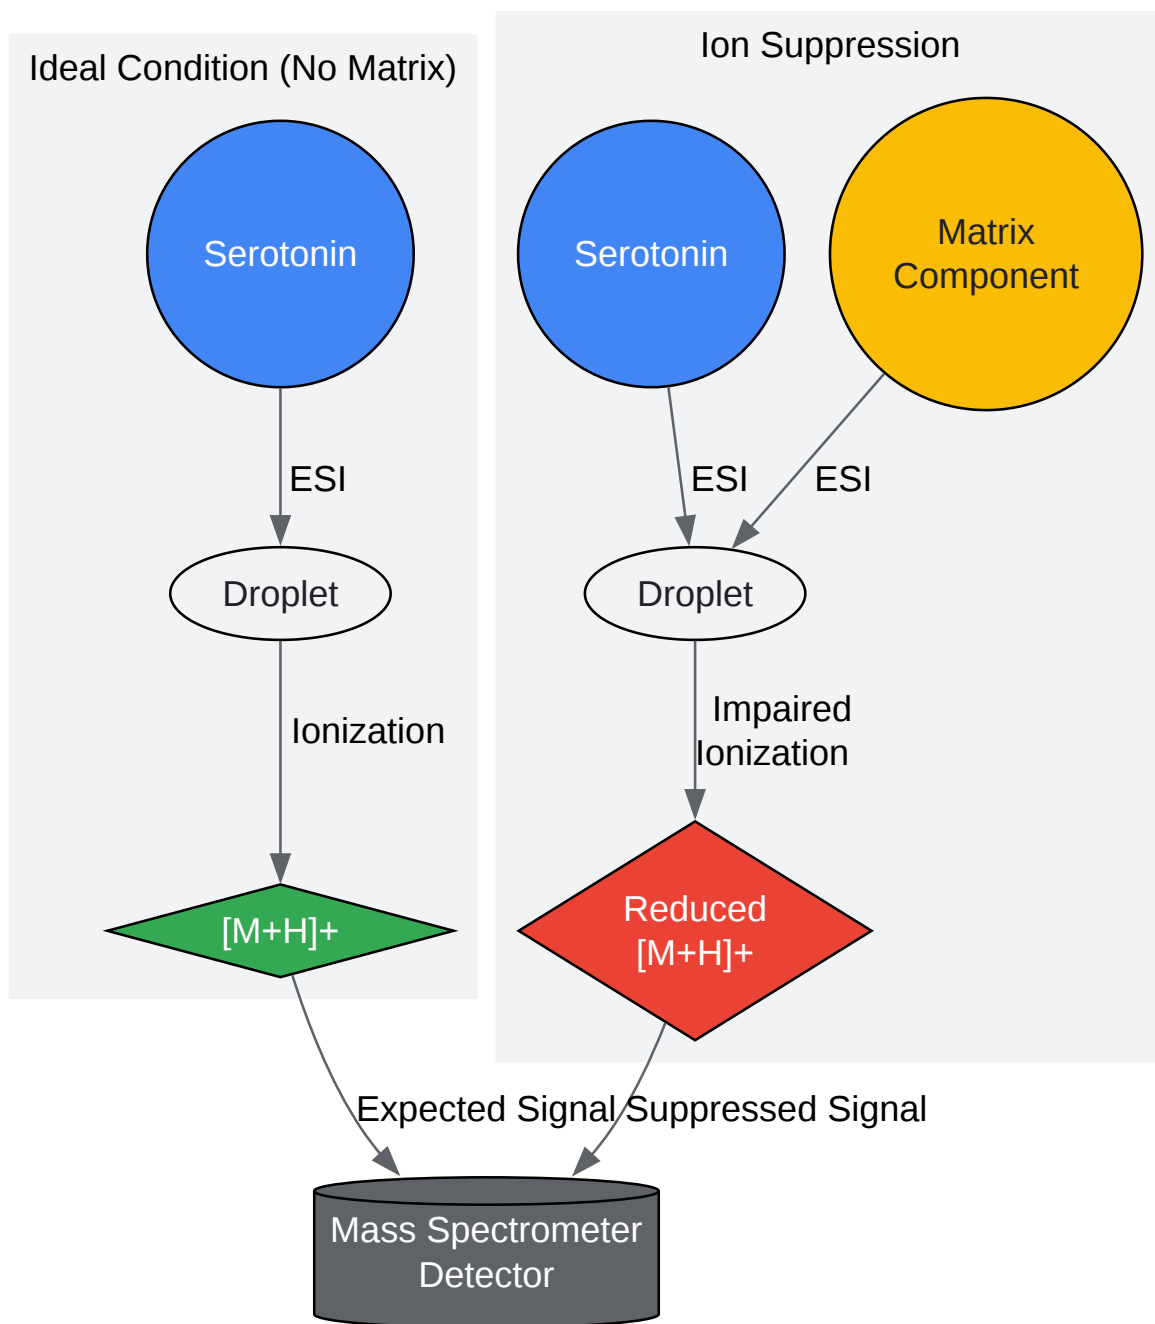 Ideal Condition (No Matrix)
Serotonin
ESI
Droplet
Ionization
[M+H]+
Expected Signal
Ion Suppression
Serotonin
Matrix
Component
ESI
ESI
Droplet
Impaired
Ionization
Reduced
[M+H]+
Suppressed Signal
Mass Spectrometer
Detector